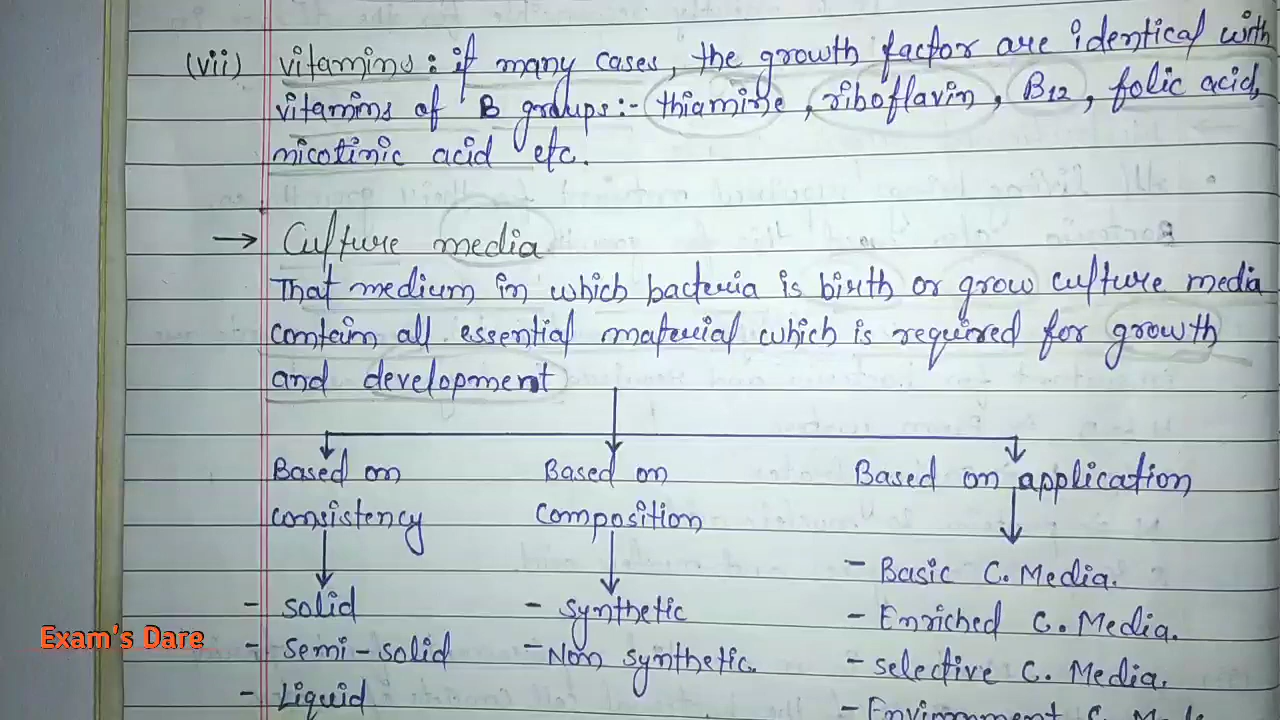 (vii) vitamins: if many cases, the growth factor are identical with
vitamins of B groups:- thiamine, riboflavin, B12, folic acid,
nicotinic acid etc.
→ Culture media
That medium in which bacteria is birth or grow culture media
contain all essential material which is required for growth
and development
Based on consistency
- solid
- semi-solid
- Liquid
Based on composition
- synthetic
- Non synthetic.
Based on application
- Basic C. Media.
- Enriched C. Media.
- selective C. Media.
- Environment C. Media
Exam's Dare